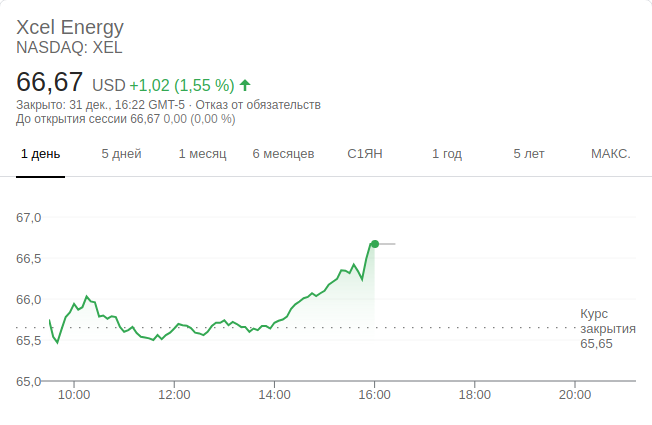 Xcel Energy
NASDAQ: XEL
66,67 USD +1,02 (1,55 %)
Закрыто: 31 дек., 16:22 GMT-5 · Отказ от обязательств
До открытия сессии 66,67 0,00 (0,00 %)
1 день 5 дней 1 месяц 6 месяцев С1ЯН 1 год 5 лет МАКС.
67,0
66,5
66,0
65,5
65,0
Курс
закрытия
65,65
10:00 12:00 14:00 16:00 18:00 20:00